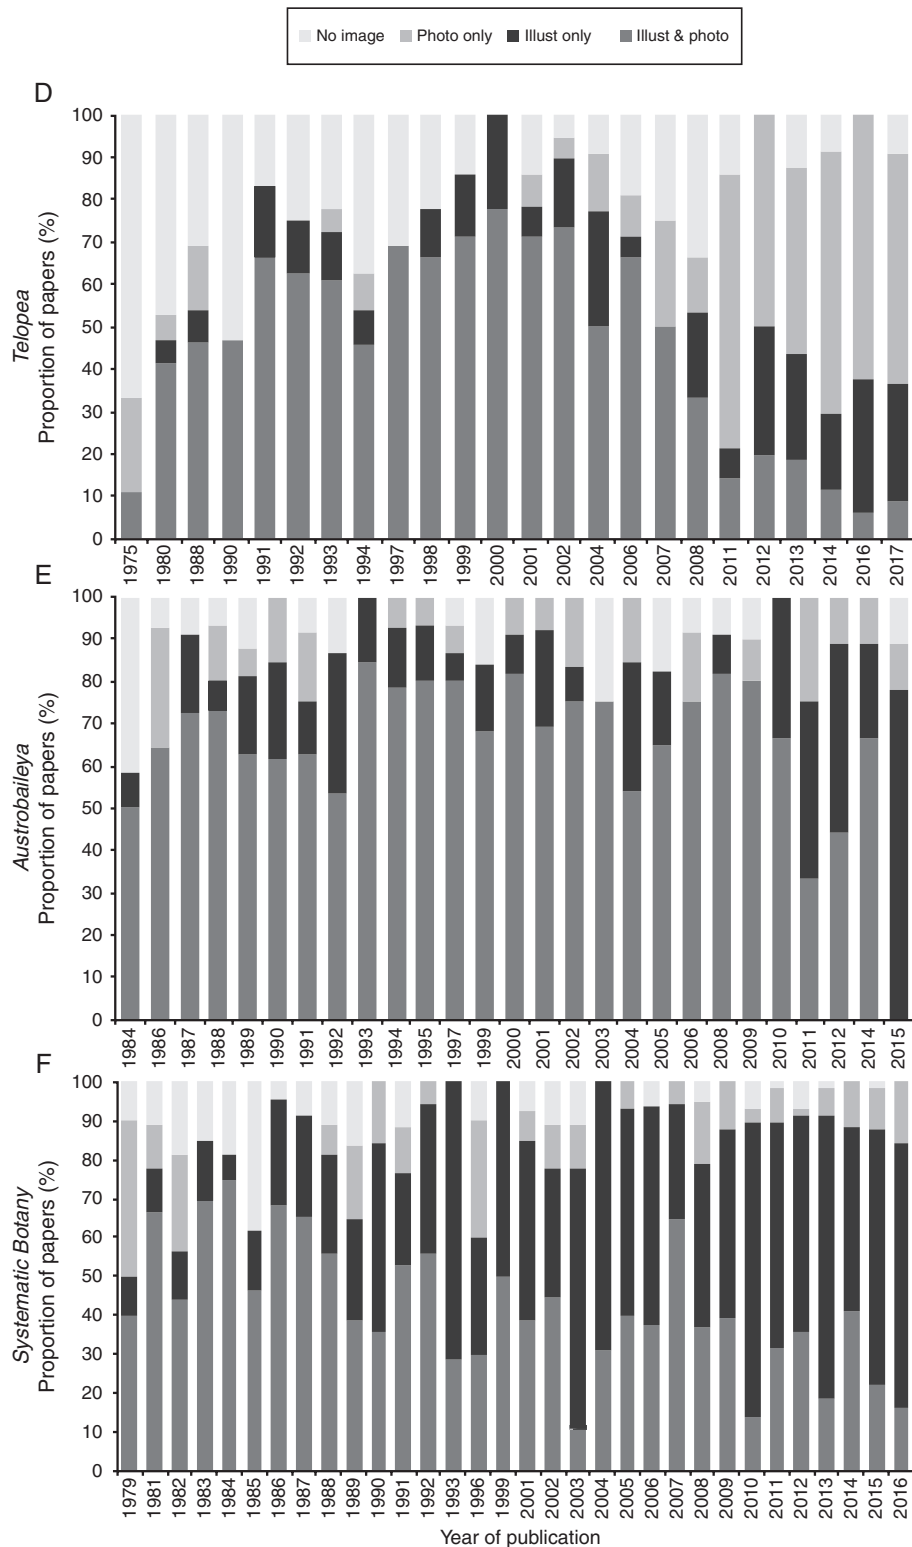 No image Photo only Illust only Illust & photo
D
Telopea
Proportion of papers (%)
100
90
80
70
60
50
40
30
20
10
0
1975 1980 1988 1990 1991 1992 1993 1994 1997 1998 1999 2000 2001 2002 2004 2006 2007 2008 2011 2012 2013 2014 2016 2017
E
Austrobaileya
Proportion of papers (%)
100
90
80
70
60
50
40
30
20
10
0
1984 1986 1987 1988 1989 1990 1991 1992 1993 1994 1995 1997 1999 2000 2001 2002 2003 2004 2005 2006 2008 2009 2010 2011 2012 2014 2015
F
Systematic Botany
Proportion of papers (%)
100
90
80
70
60
50
40
30
20
10
0
1979 1981 1982 1983 1984 1985 1986 1987 1988 1989 1990 1991 1992 1993 1996 1999 2001 2002 2003 2004 2005 2006 2007 2008 2009 2010 2011 2012 2013 2014 2015 2016
Year of publication